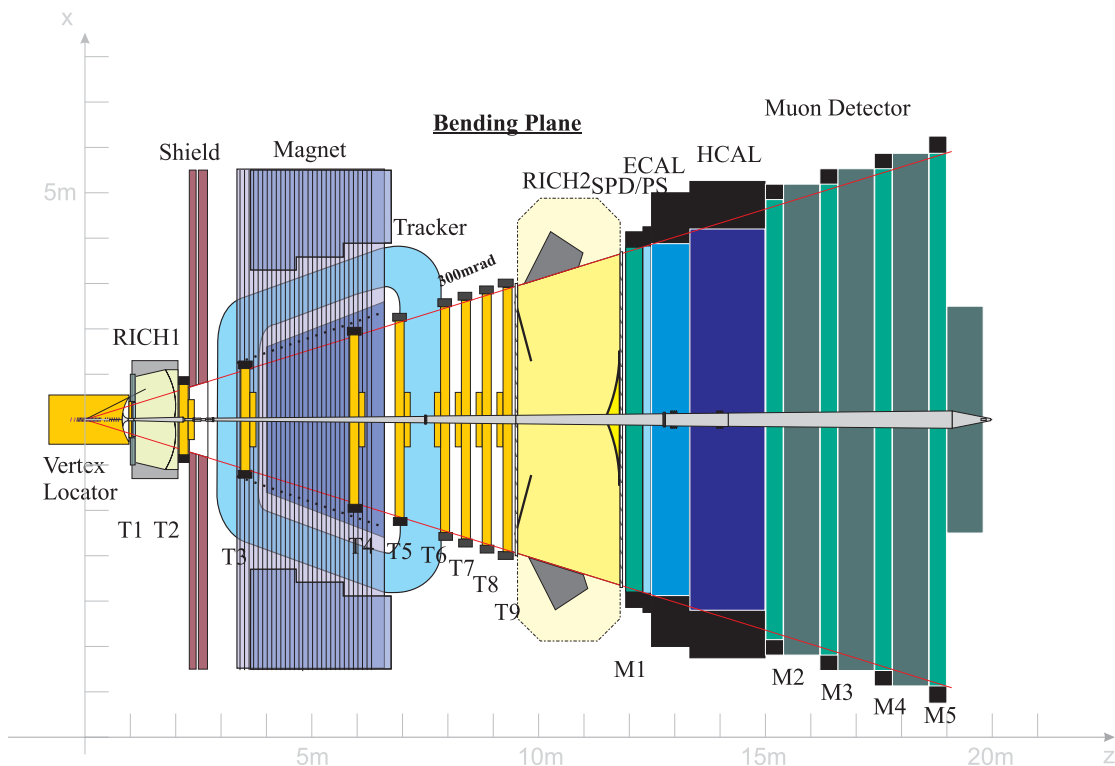 x
Bending Plane
Muon Detector
Shield
Magnet
ECAL
HCAL
RICH2
SPD/PS
5m
Tracker
300mrad
RICH1
Vertex
Locator
T1
T2
T3
T4
T5
T6
T7
T8
T9
M1
M2
M3
M4
M5
5m
10m
15m
20m
z